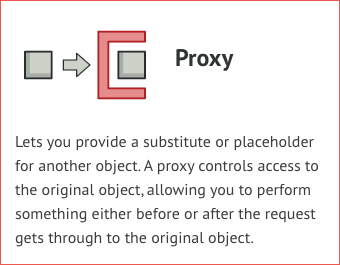 Proxy
Lets you provide a substitute or placeholder
for another object. A proxy controls access to
the original object, allowing you to perform
something either before or after the request
gets through to the original object.